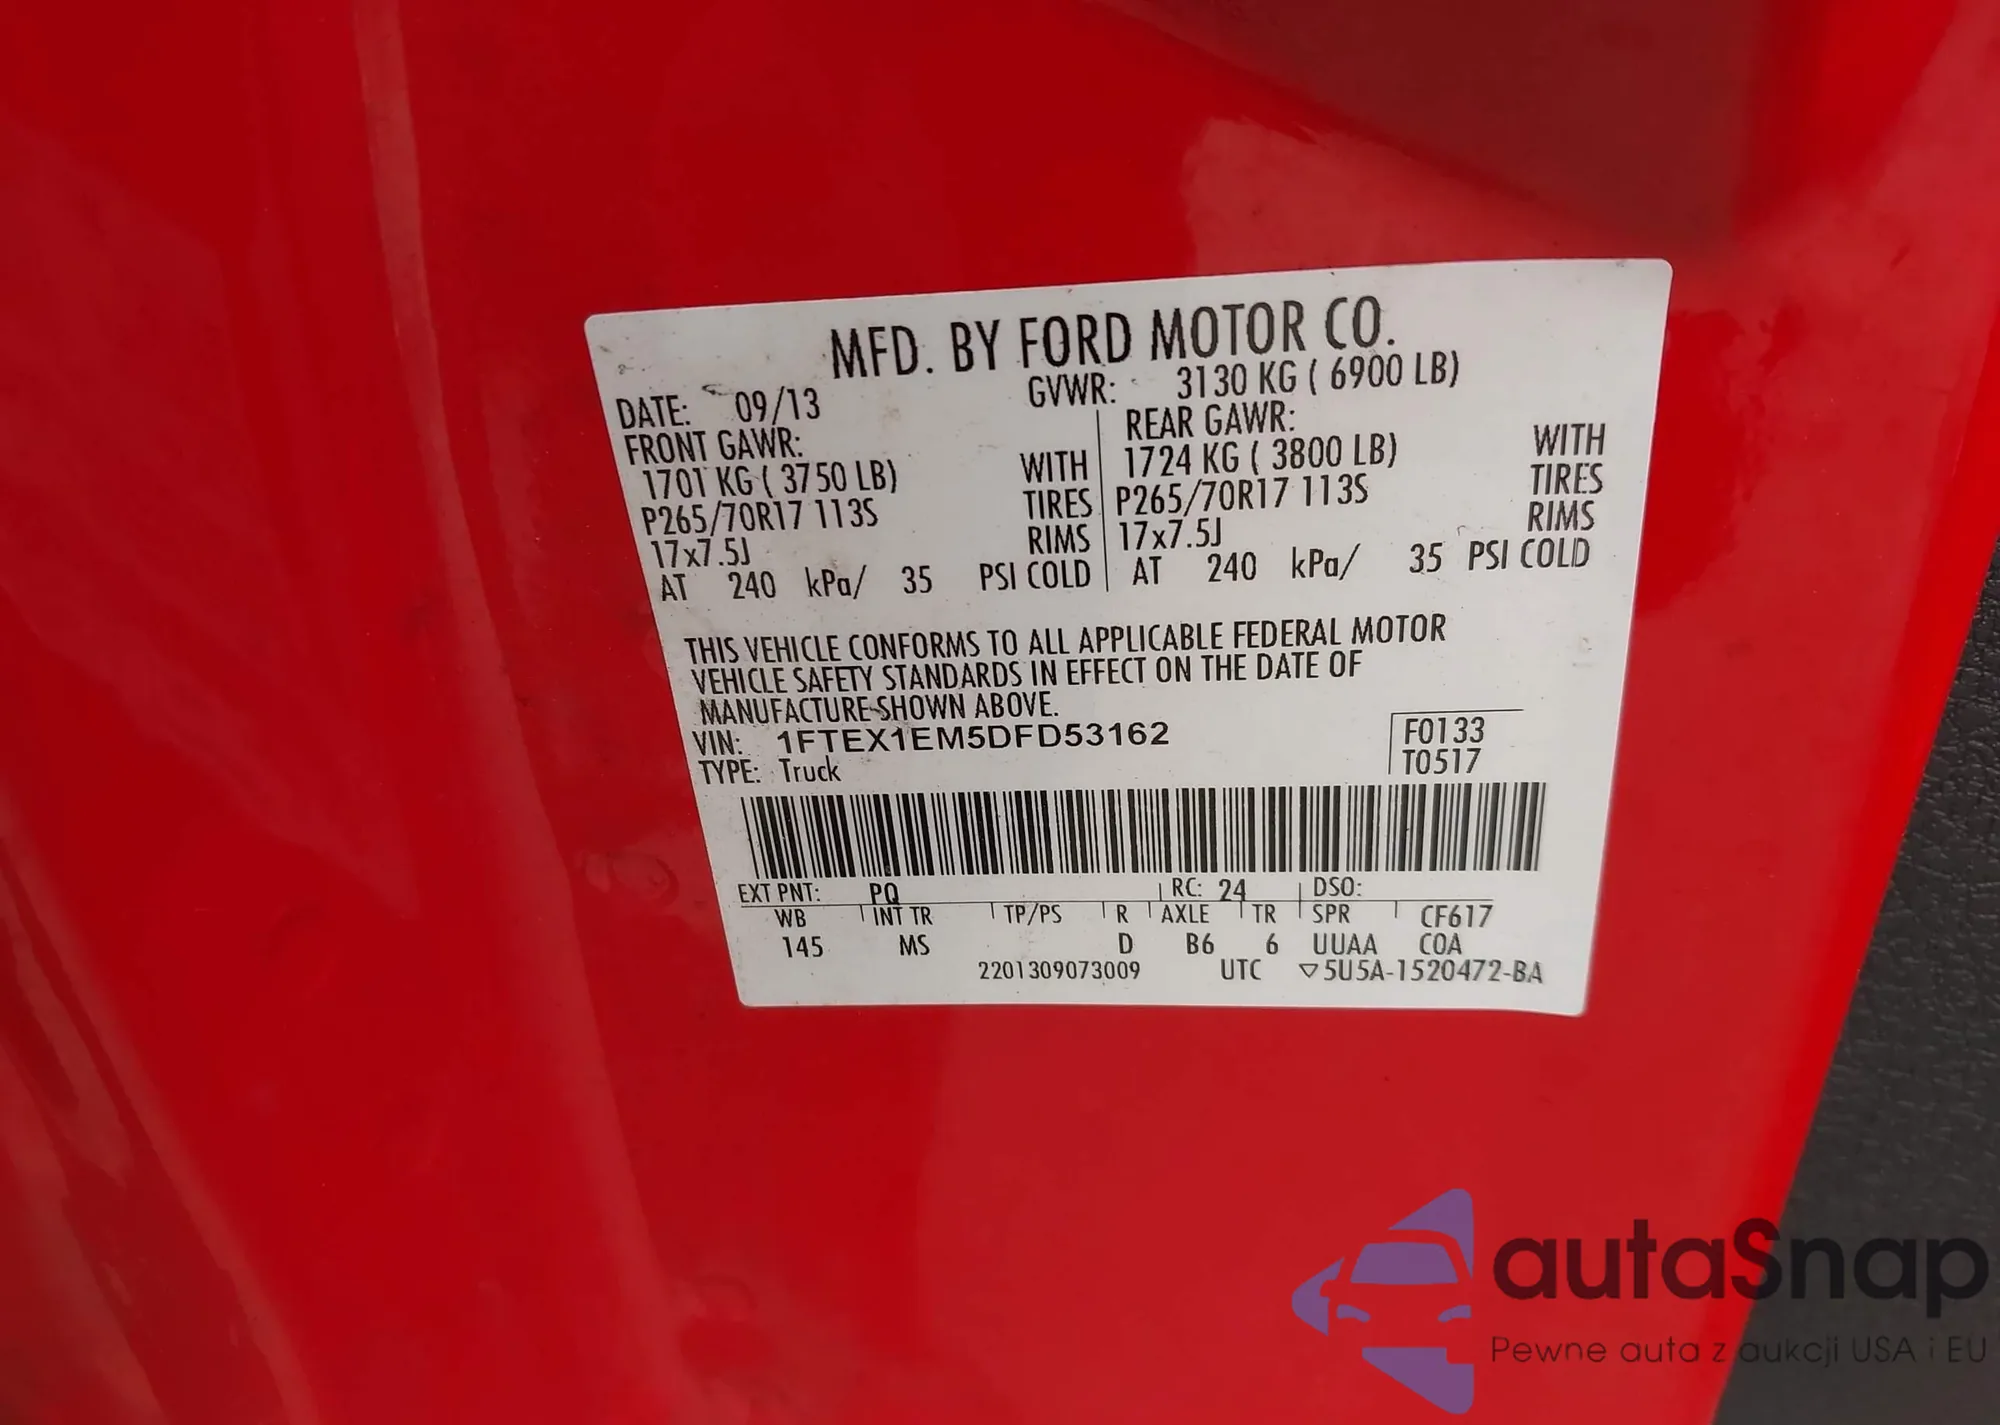 MFD. BY FORD MOTOR CO.
DATE: 09/13 GVWR: 3130 KG ( 6900 LB)
FRONT GAWR: REAR GAWR:
1701 KG ( 3750 LB) WITH 1724 KG ( 3800 LB) WITH
P265/70R17 113S TIRES P265/70R17 113S TIRES
17x7.5J RIMS 17x7.5J RIMS
AT 240 kPa/ 35 PSI COLD AT 240 kPa/ 35 PSI COLD
THIS VEHICLE CONFORMS TO ALL APPLICABLE FEDERAL MOTOR
VEHICLE SAFETY STANDARDS IN EFFECT ON THE DATE OF
MANUFACTURE SHOWN ABOVE.
VIN: 1FTEX1EM5DFD53162 F0133
TYPE: Truck T0517
EXT PNT: PQ RC: 24 DSO:
WB INT TR TP/PS R AXLE TR SPR CF617
145 MS D B6 6 UUAA COA
2201309073009 UTC ▽5U5A-1520472-BA
autaSnap
Pewne auta z aukcji USA i EU